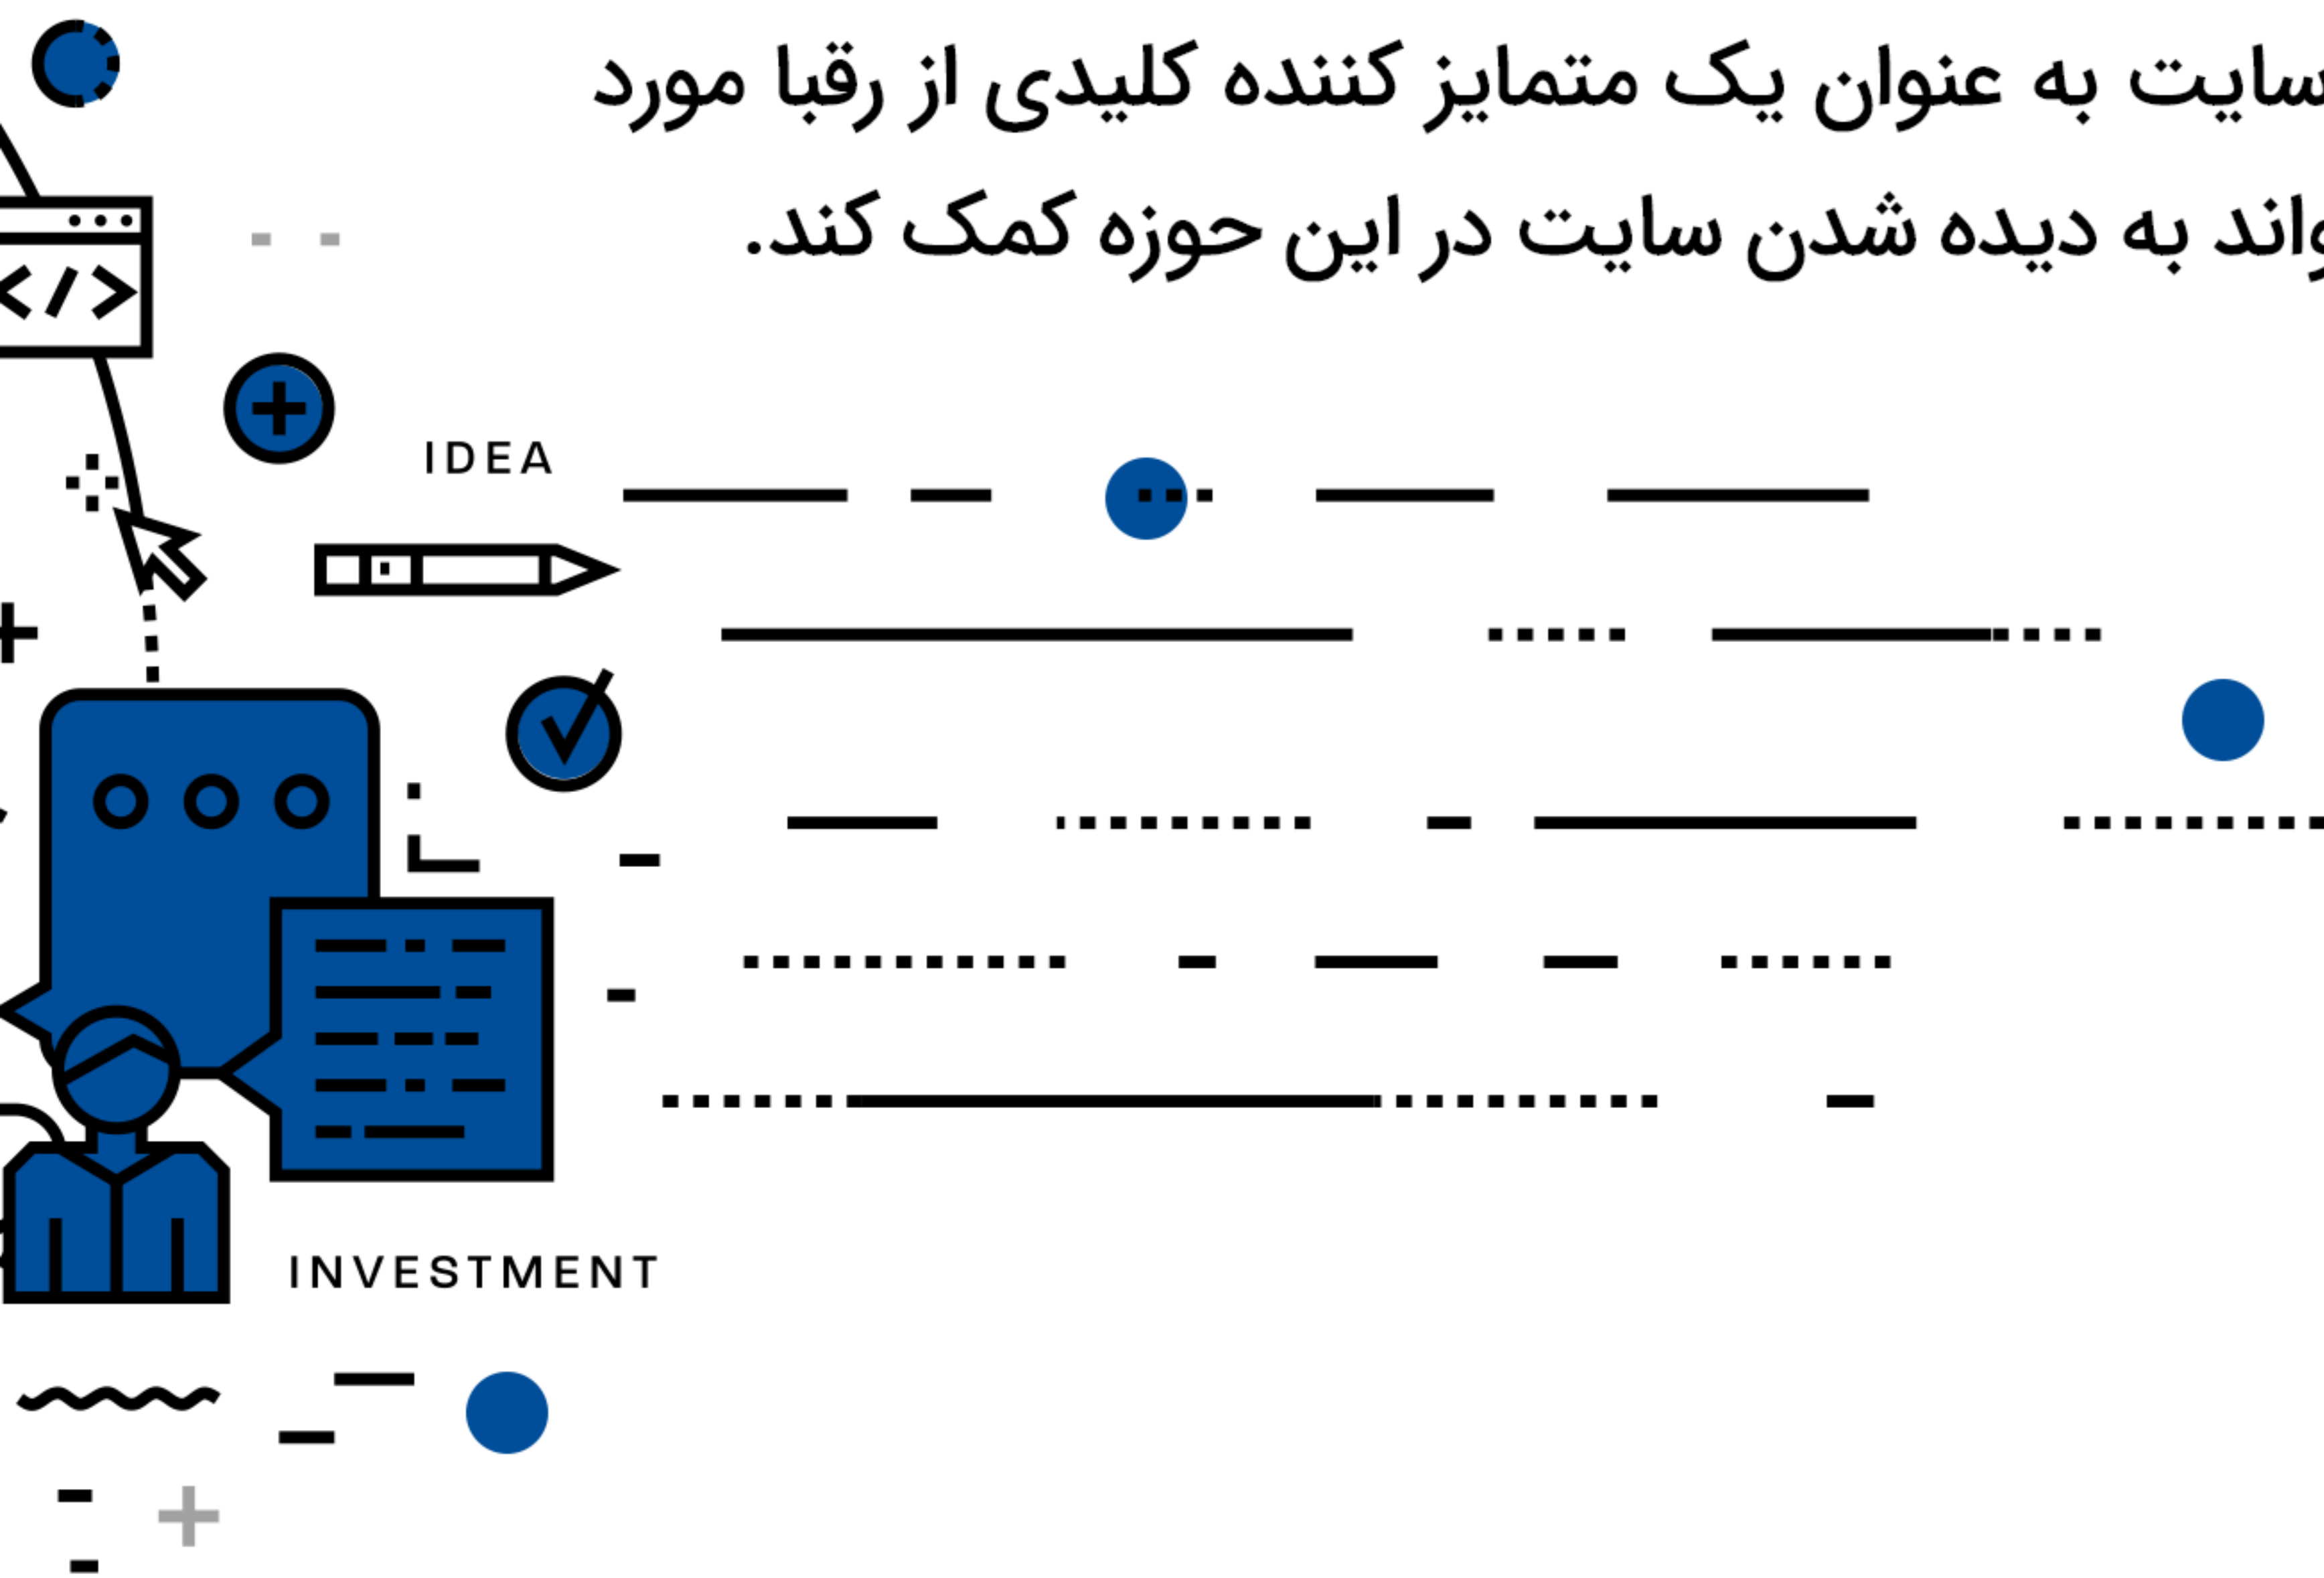 سایت به عنوان یک متمایز کننده کلیدی از رقبا مورد
به دیده شدن سایت در این حوزه کمک کند.
</>
IDEA
INVESTMENT